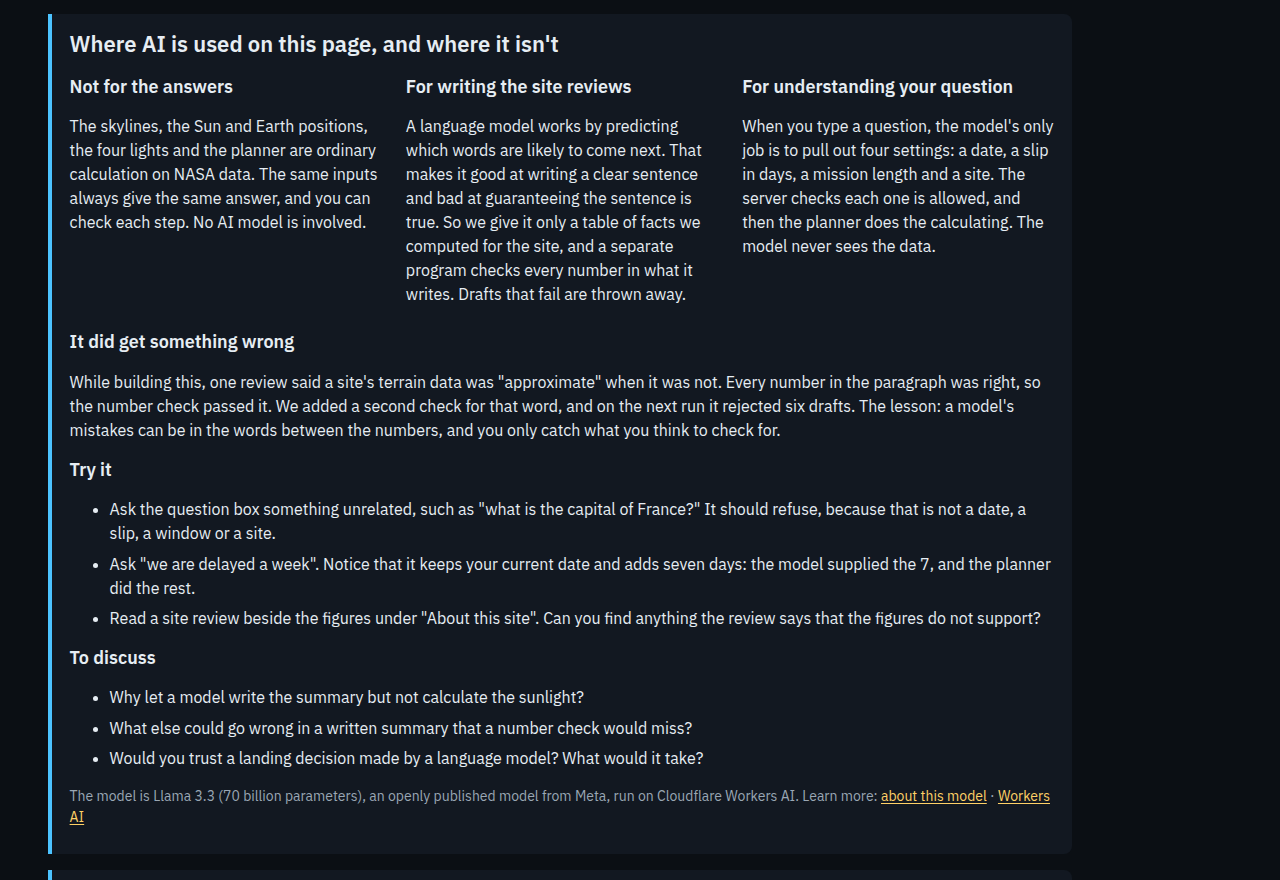 Where AI is used on this page, and where it isn't
Not for the answers
The skylines, the Sun and Earth positions,
the four lights and the planner are ordinary
calculation on NASA data. The same inputs
always give the same answer, and you can
check each step. No AI model is involved.
For writing the site reviews
A language model works by predicting
which words are likely to come next. That
makes it good at writing a clear sentence
and bad at guaranteeing the sentence is
true. So we give it only a table of facts we
computed for the site, and a separate
program checks every number in what it
writes. Drafts that fail are thrown away.
For understanding your question
When you type a question, the model's only
job is to pull out four settings: a date, a slip
in days, a mission length and a site. The
server checks each one is allowed, and
then the planner does the calculating. The
model never sees the data.
It did get something wrong
While building this, one review said a site's terrain data was "approximate" when it was not. Every number in the paragraph was right, so
the number check passed it. We added a second check for that word, and on the next run it rejected six drafts. The lesson: a model's
mistakes can be in the words between the numbers, and you only catch what you think to check for.
Try it
• Ask the question box something unrelated, such as "what is the capital of France?" It should refuse, because that is not a date, a
slip, a window or a site.
• Ask "we are delayed a week". Notice that it keeps your current date and adds seven days: the model supplied the 7, and the planner
did the rest.
• Read a site review beside the figures under "About this site". Can you find anything the review says that the figures do not support?
To discuss
• Why let a model write the summary but not calculate the sunlight?
• What else could go wrong in a written summary that a number check would miss?
• Would you trust a landing decision made by a language model? What would it take?
The model is Llama 3.3 (70 billion parameters), an openly published model from Meta, run on Cloudflare Workers AI. Learn more: about this model · Workers
AI